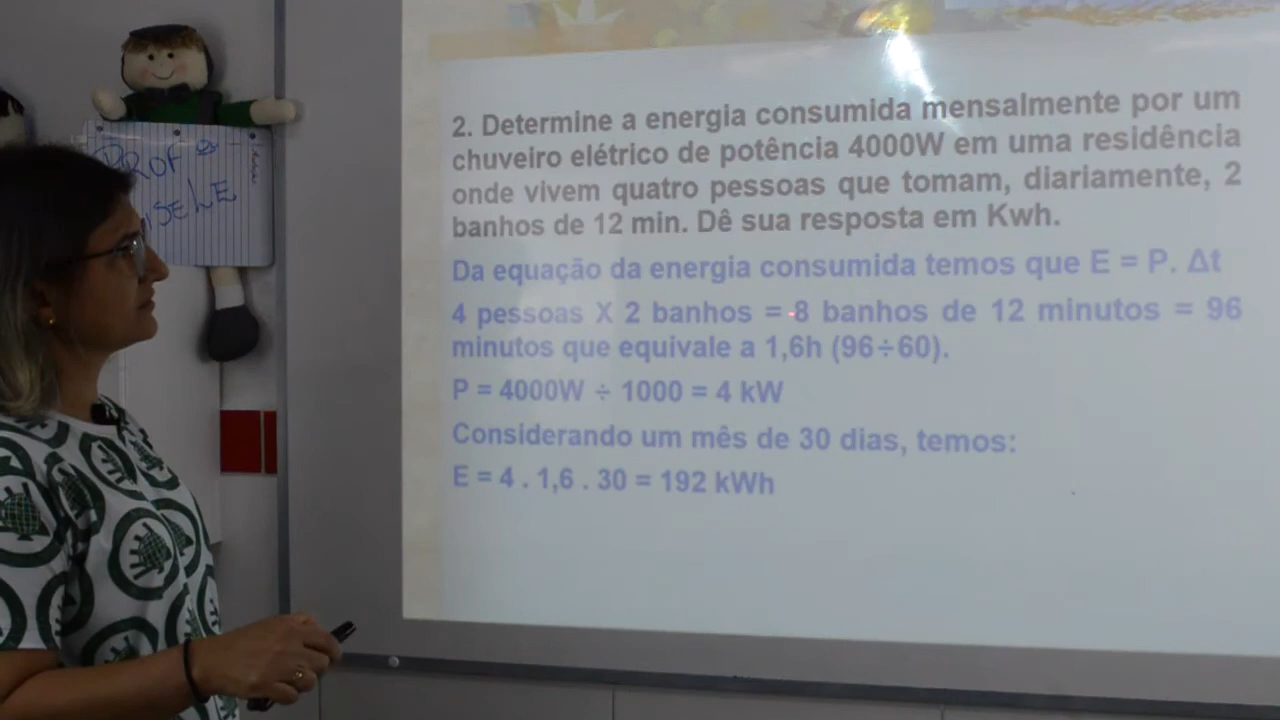 PROF
2. Determine a energia consumida mensalmente por um
chuveiro elétrico de potência 4000W em uma residência
onde vivem quatro pessoas que tomam, diariamente, 2
banhos de 12 min. Dê sua resposta em Kwh.
Da equação da energia consumida temos que E = P. Δt
4 pessoas X 2 banhos = 8 banhos de 12 minutos = 96
minutos que equivale a 1,6h (96÷60).
P = 4000W ÷ 1000 = 4 kW
Considerando um mês de 30 dias, temos:
E = 4 . 1,6 . 30 = 192 kWh